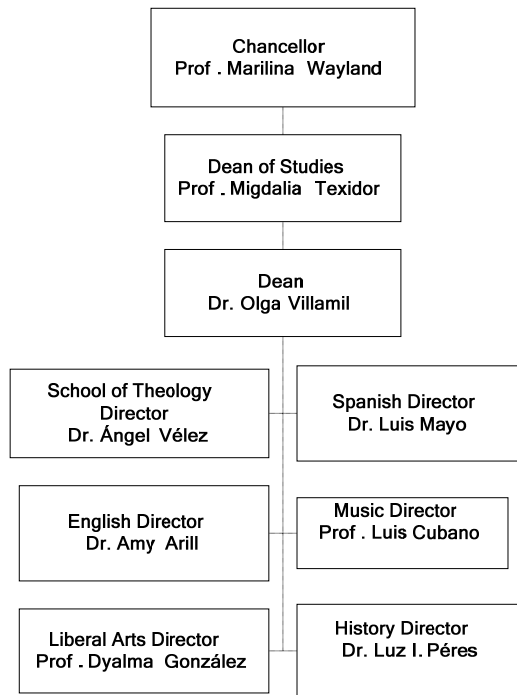 Chancellor
Prof . Marilina Wayland
Dean of Studies
Prof . Migdalia Texidor
Dean
Dr. Olga Villamil
School of Theology
Director
Dr. Ángel Vélez
Spanish Director
Dr. Luis Mayo
English Director
Dr. Amy Arill
Music Director
Prof . Luis Cubano
Liberal Arts Director
Prof . Dyalma González
History Director
Dr. Luz I. Péres